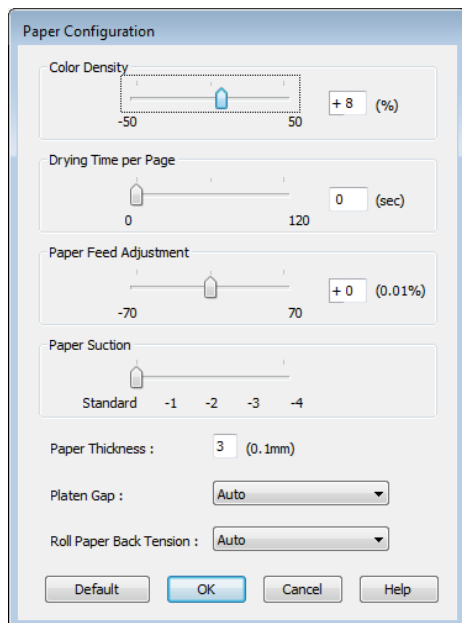 Paper Configuration
Color Density
+ 8 (%)
-50 50
Drying Time per Page
0 (sec)
0 120
Paper Feed Adjustment
+ 0 (0.01%)
-70 70
Paper Suction
Standard -1 -2 -3 -4
Paper Thickness : 3 (0.1mm)
Platen Gap : Auto
Roll Paper Back Tension : Auto
Default OK Cancel Help